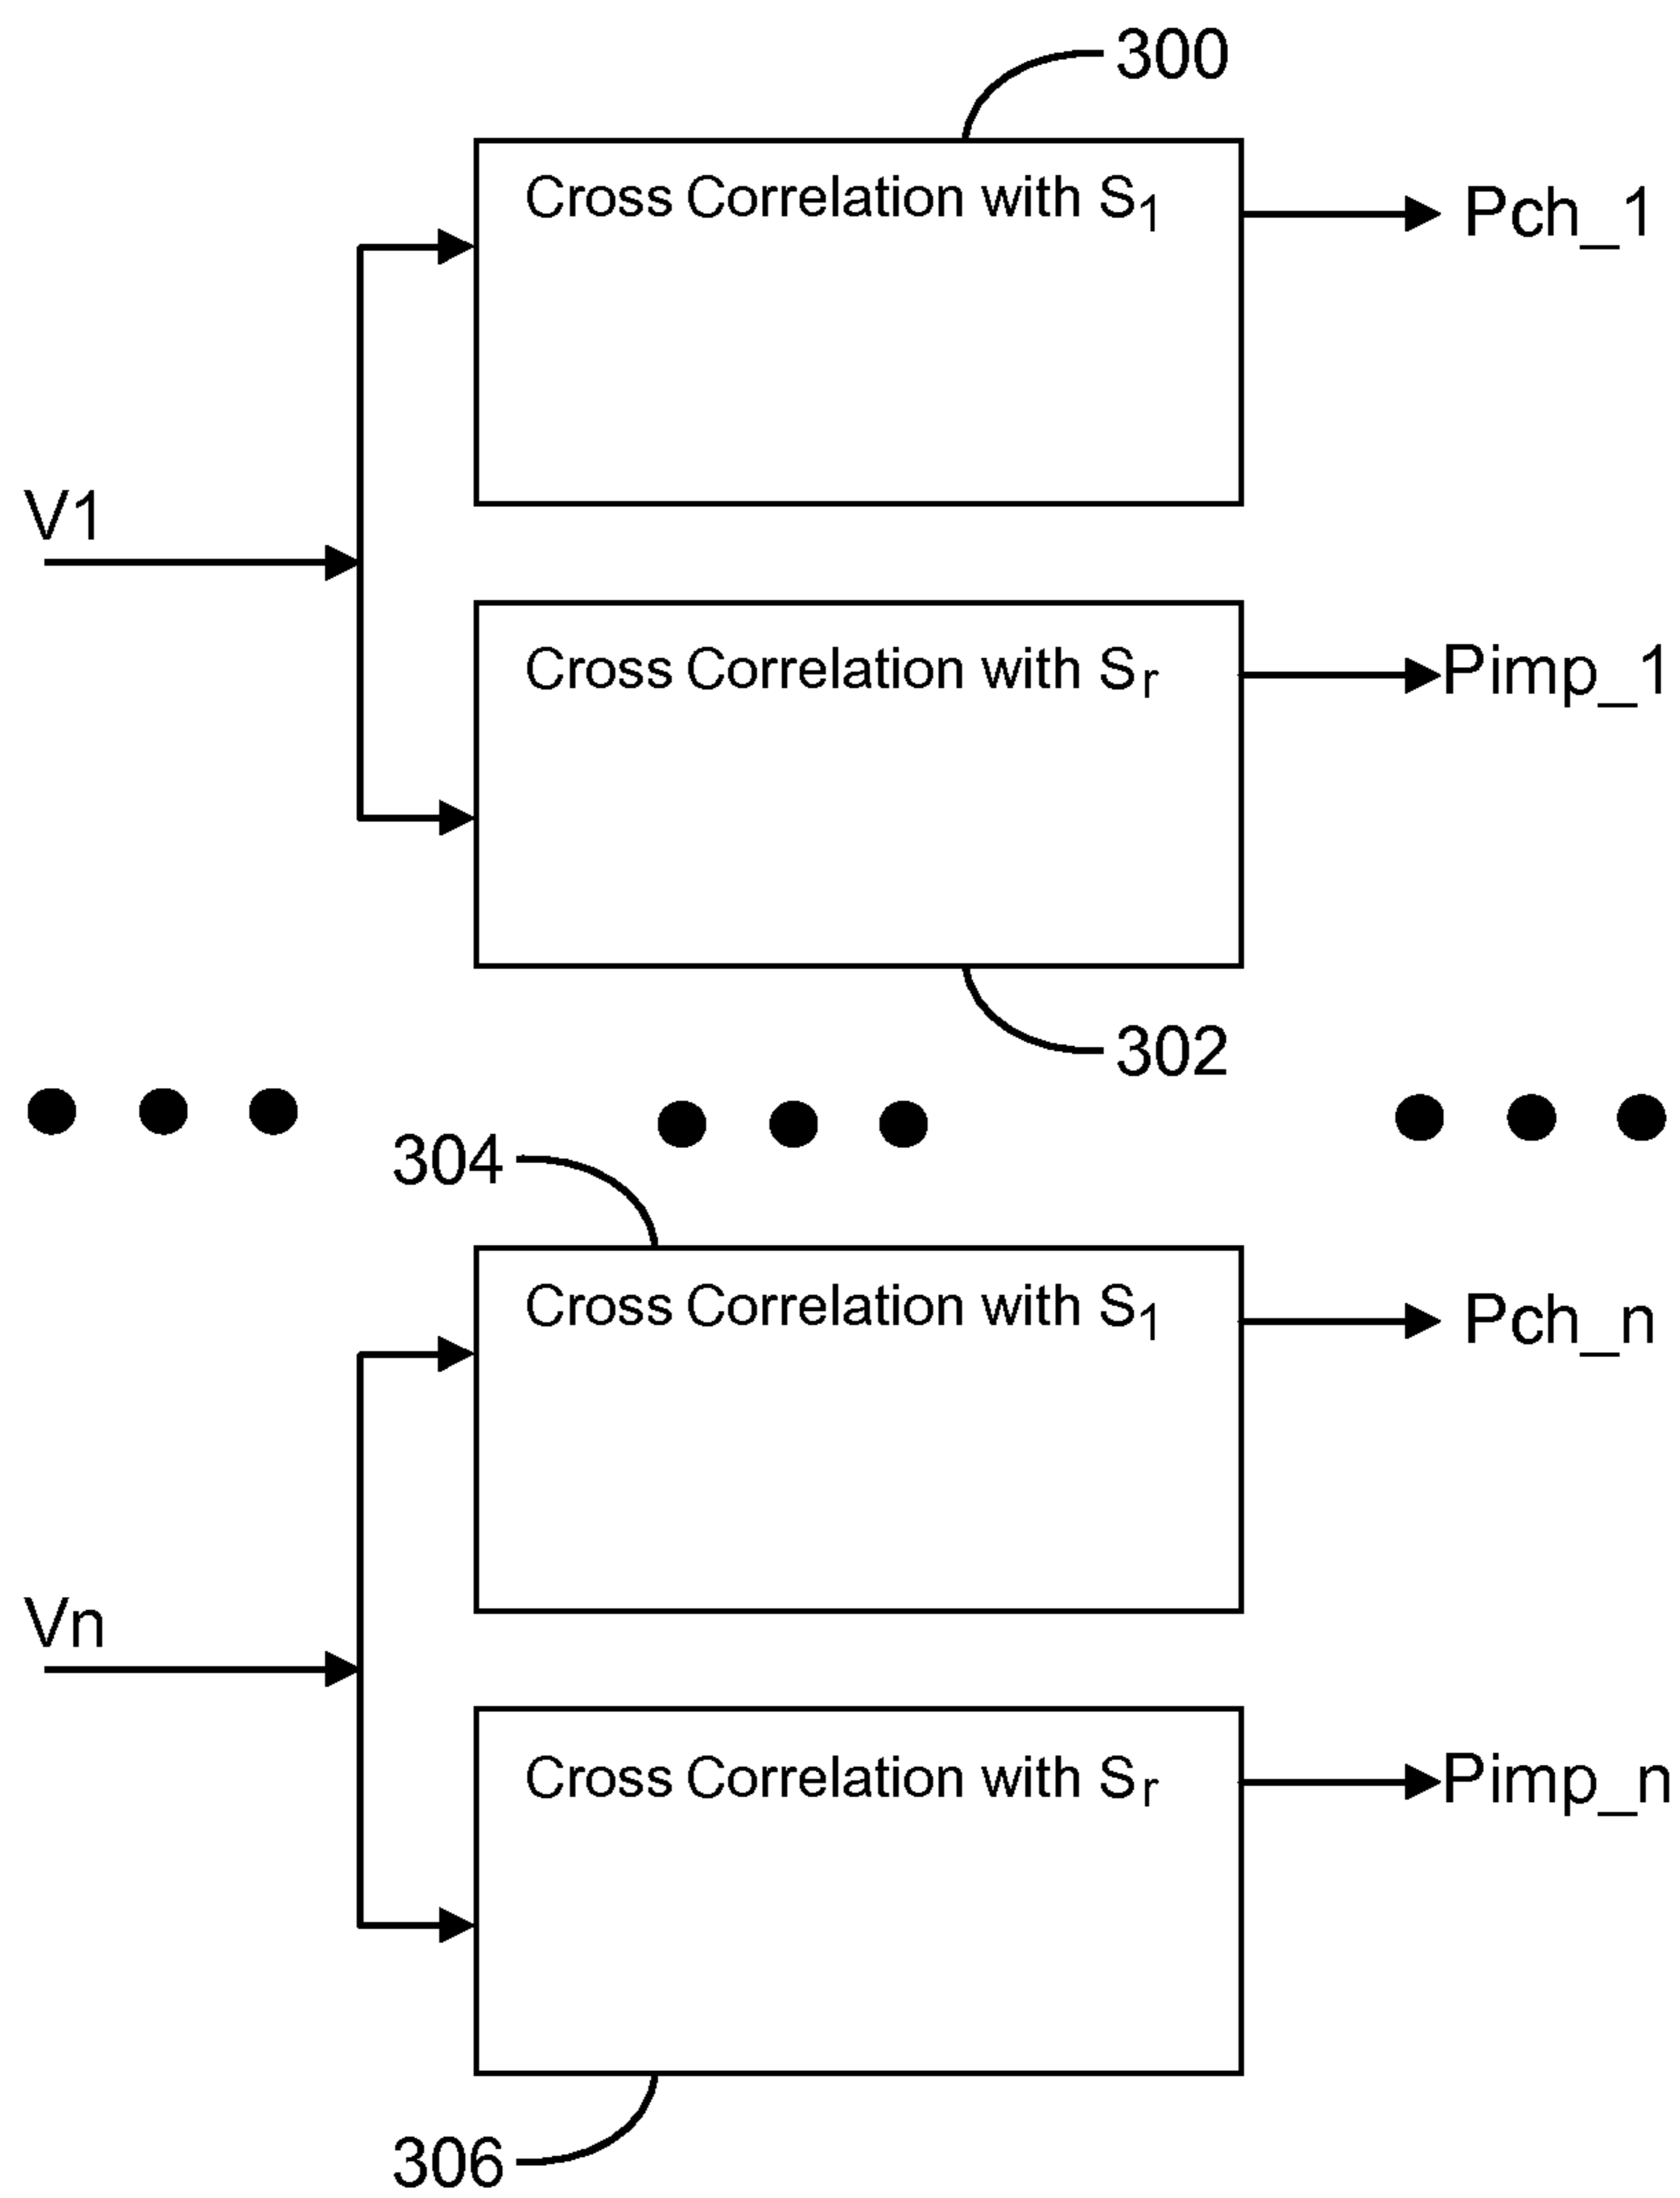 300
Cross Correlation with S1
Pch_1
V1
Cross Correlation with Sr
Pimp_1
302
304
Cross Correlation with S1
Pch_n
Vn
Cross Correlation with Sr
Pimp_n
306